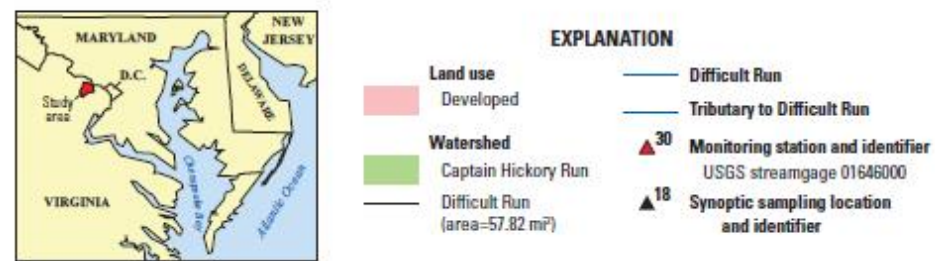 NEW
JERSEY
MARYLAND
D.C.
DELAWARE
Study
area
Chesapeake Bay
Atlantic Ocean
VIRGINIA
EXPLANATION
Land use
Developed
Watershed
Captain Hickory Run
Difficult Run
(area=57.82 mi²)
Difficult Run
Tributary to Difficult Run
30
Monitoring station and identifier
USGS streamgage 01646000
18
Synoptic sampling location
and identifier